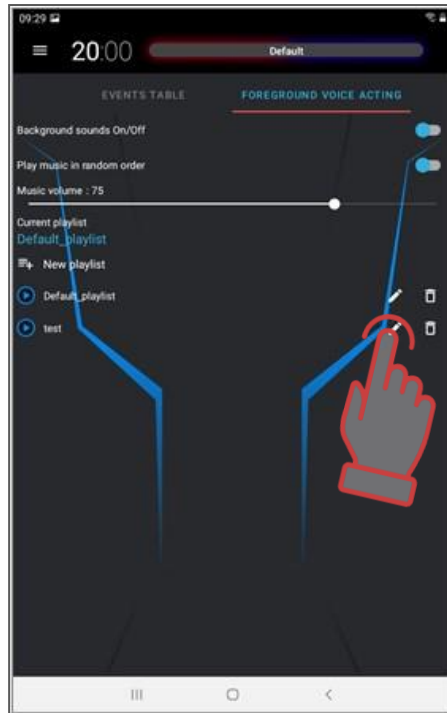 09:29
20:00 Default
EVENTS TABLE FOREGROUND VOICE ACTING
Background sounds On/Off
Play music in random order
Music volume : 75
Current playlist
Default_playlist
New playlist
Default_playlist
test